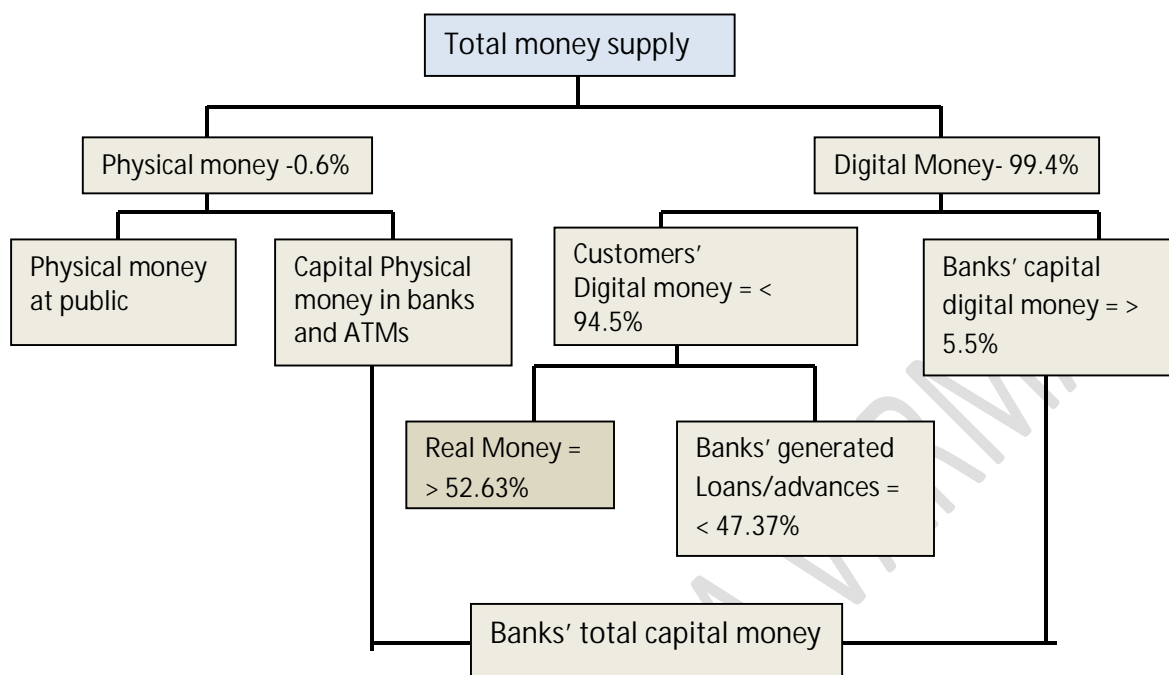 Total money supply
Physical money -0.6%
Digital Money- 99.4%
Physical money
at public
Capital Physical
money in banks
and ATMs
Customers’
Digital money = <
94.5%
Banks’ capital
digital money = >
5.5%
Real Money =
> 52.63%
Banks’ generated
Loans/advances =
< 47.37%
Banks’ total capital money